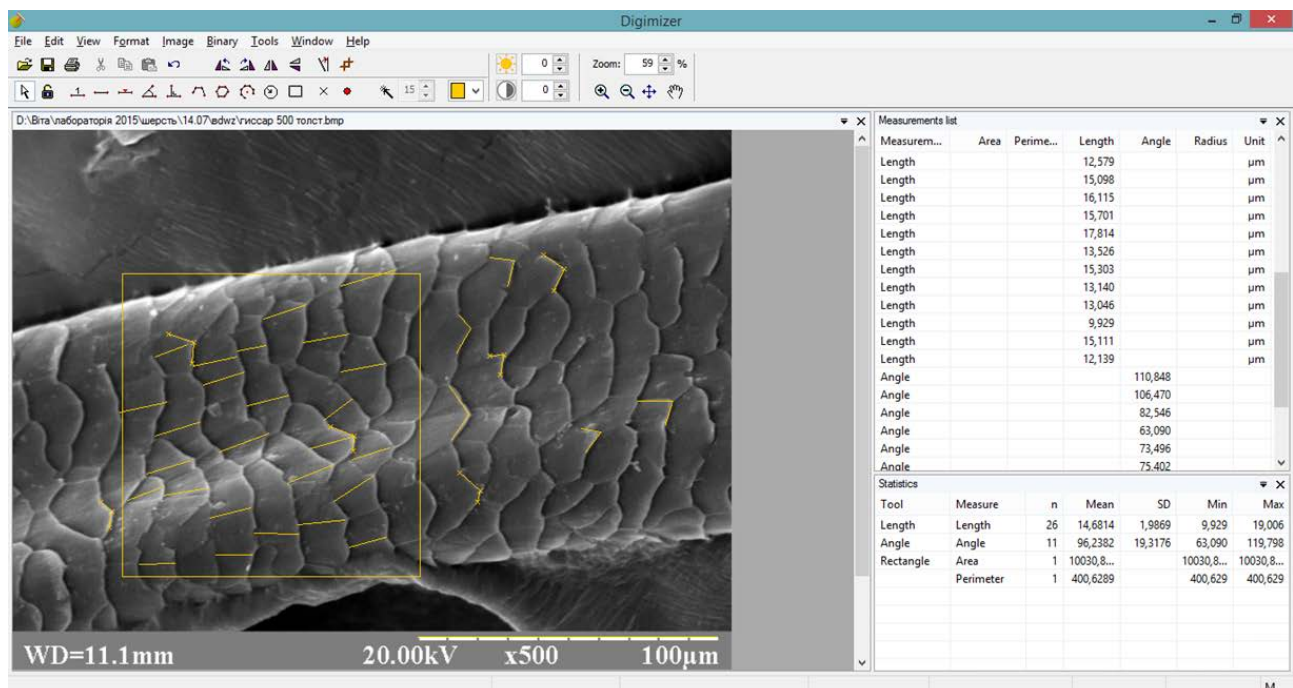 Digimizer
File Edit View Format Image Binary Tools Window Help
0 Zoom: 59 %
15 0
D:\Віта\лабораторія 2015\шерсть\14.07\вdwz\гиссар 500 толст.bmp
WD=11.1mm 20.00kV x500 100µm
Measurements list
Measurem... Area Perime... Length Angle Radius Unit
Length 12,579 µm
Length 15,098 µm
Length 16,115 µm
Length 15,701 µm
Length 17,814 µm
Length 13,526 µm
Length 15,303 µm
Length 13,140 µm
Length 13,046 µm
Length 9,929 µm
Length 15,111 µm
Length 12,139 µm
Angle 110,848
Angle 106,470
Angle 82,546
Angle 63,090
Angle 73,496
Angle 75,402
Statistics
Tool Measure n Mean SD Min Max
Length Length 26 14,6814 1,9869 9,929 19,006
Angle Angle 11 96,2382 19,3176 63,090 119,798
Rectangle Area 1 10030,8... 10030,8... 10030,8...
Perimeter 1 400,6289 400,629 400,629